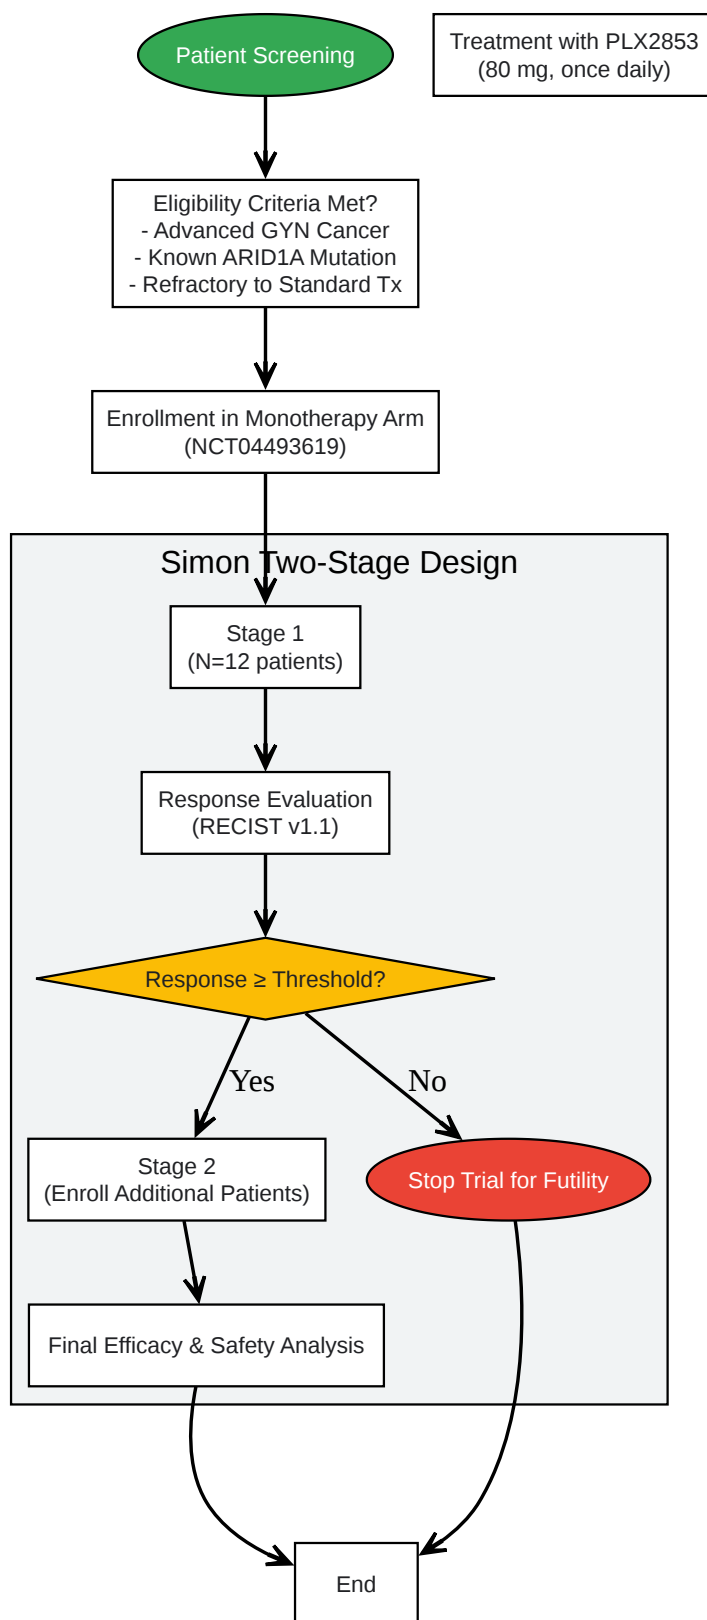 Patient Screening
Treatment with PLX2853
(80 mg, once daily)
Eligibility Criteria Met?
- Advanced GYN Cancer
- Known ARID1A Mutation
- Refractory to Standard Tx
Enrollment in Monotherapy Arm
(NCT04493619)
Simon Two-Stage Design
Stage 1
(N=12 patients)
Response Evaluation
(RECIST v1.1)
Response ≥ Threshold?
Yes
No
Stage 2
(Enroll Additional Patients)
Stop Trial for Futility
Final Efficacy & Safety Analysis
End